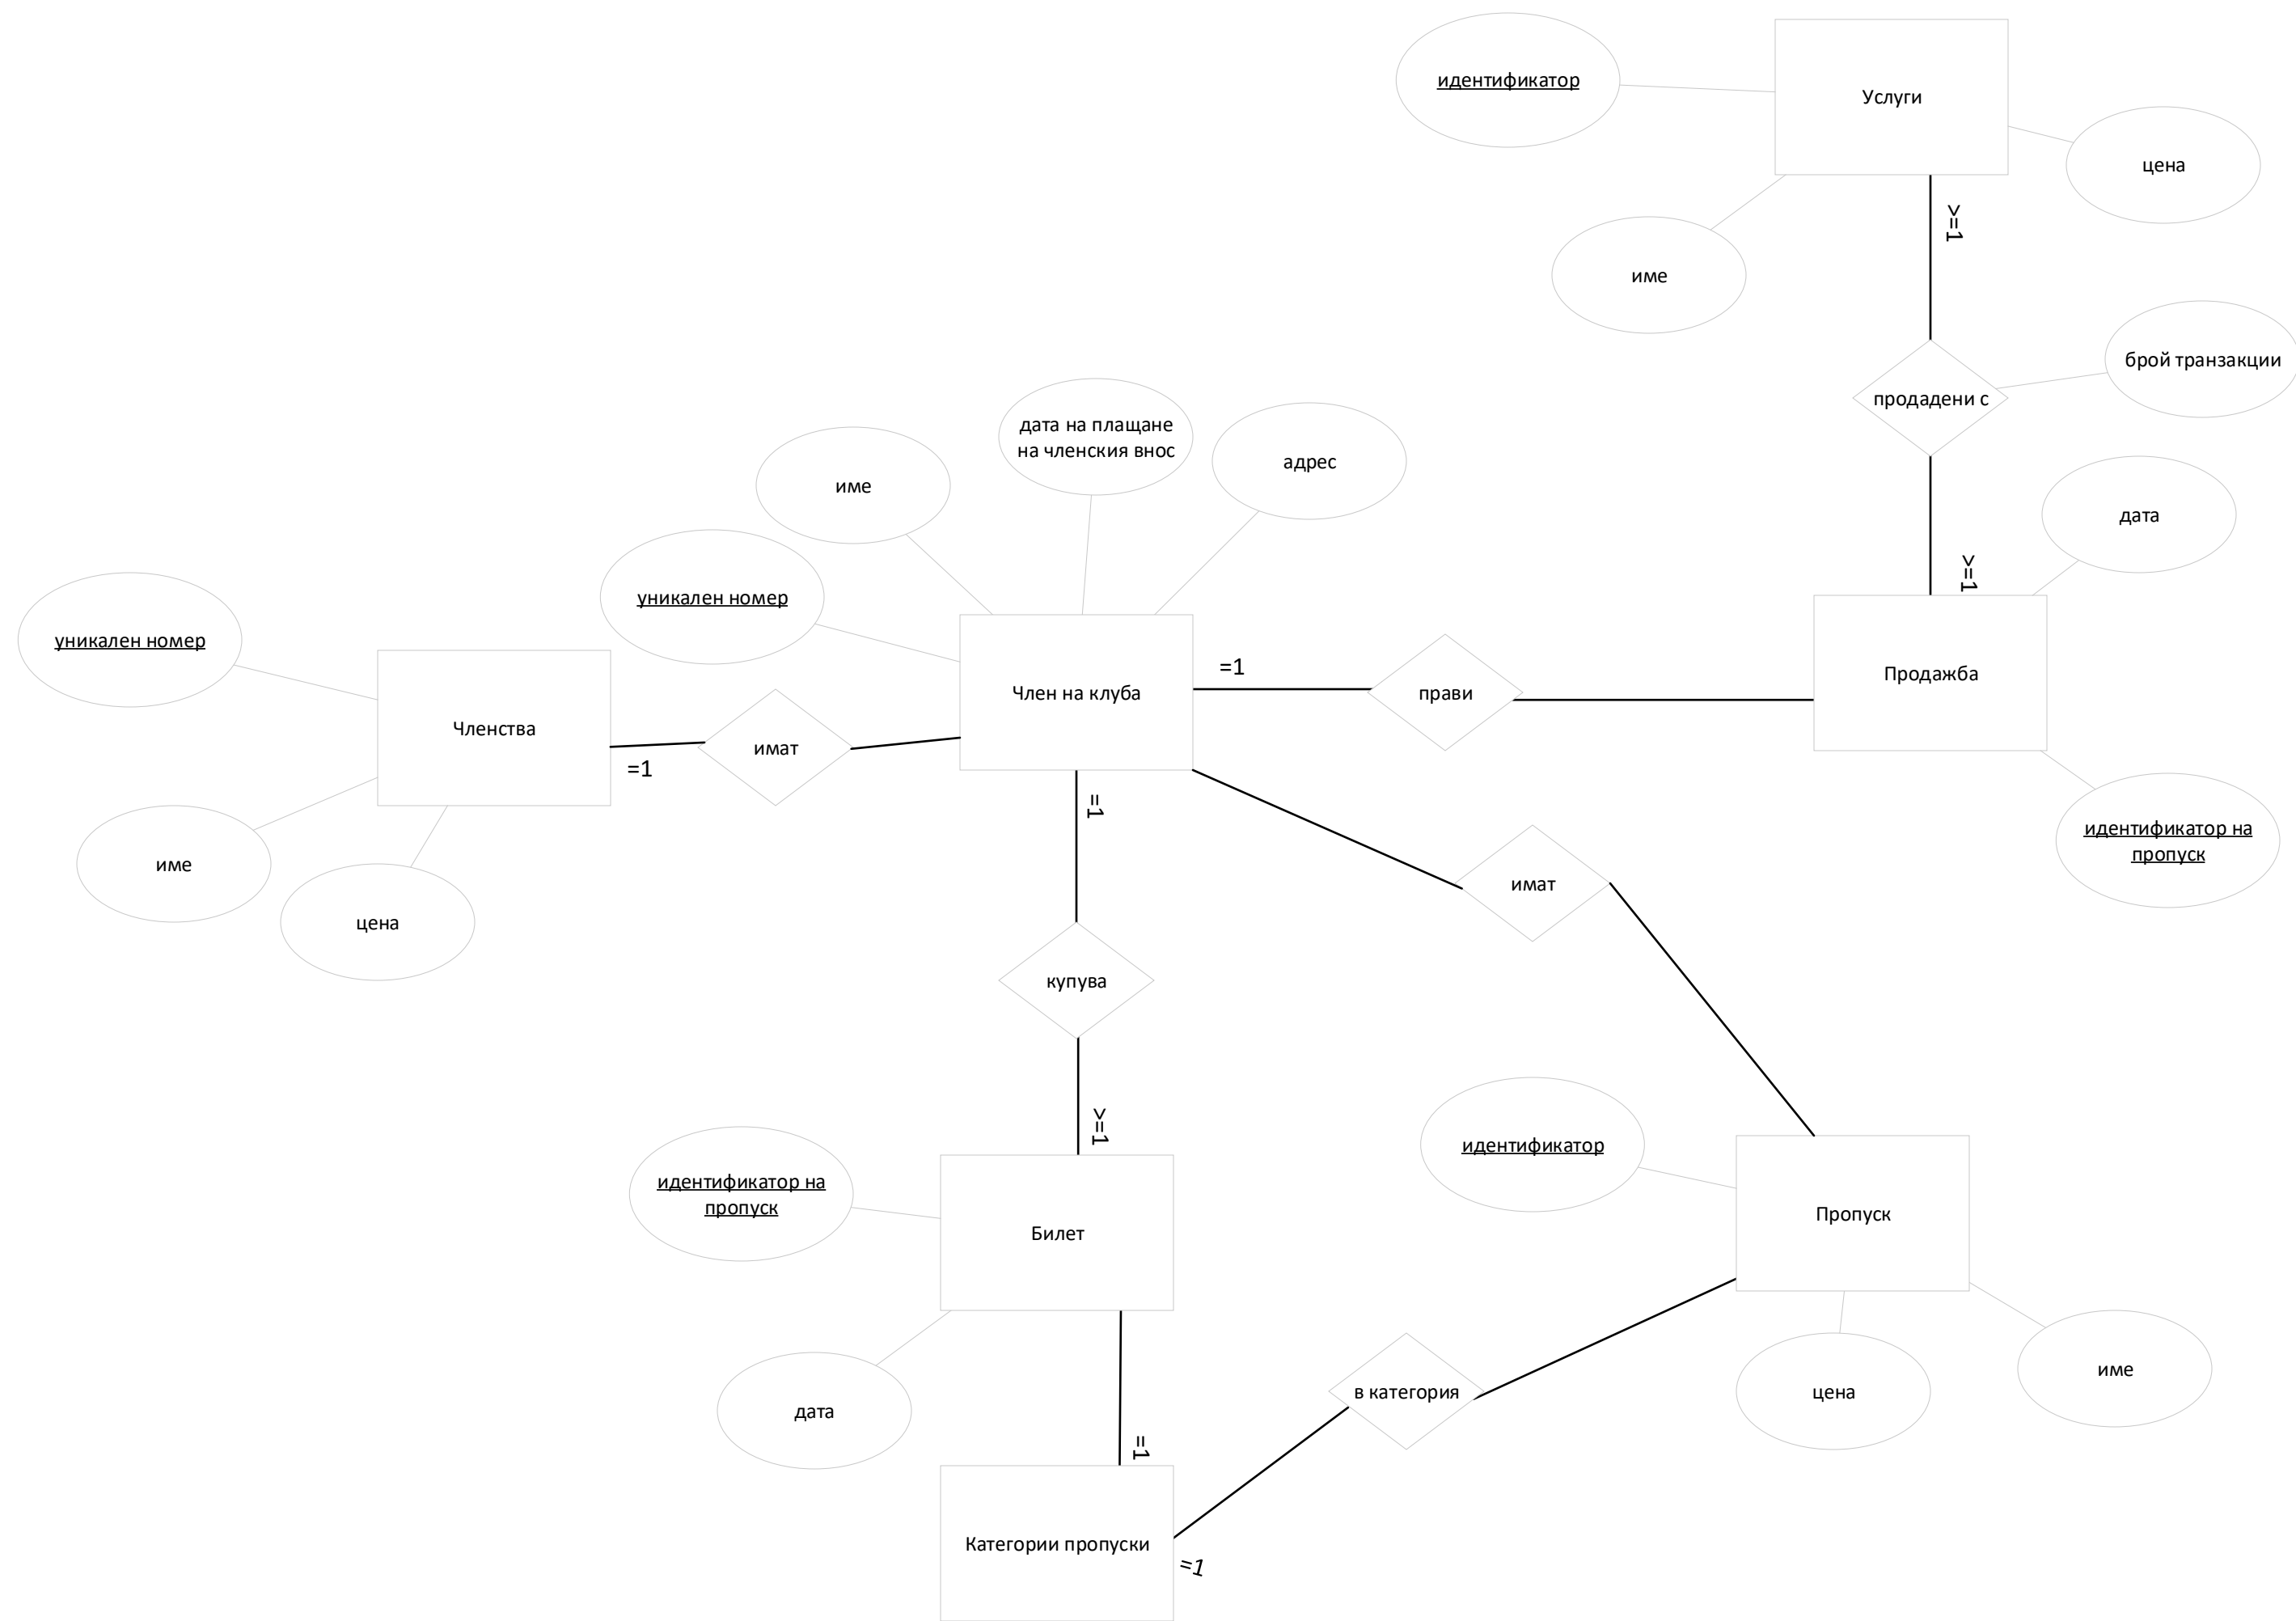 идентификатор
Услуги
цена
>=1
име
брой транзакции
продадени с
дата на плащане
на членския внос
адрес
име
дата
>=1
уникален номер
уникален номер
=1
Член на клуба
прави
Продажба
Членства
имат
=1
=1
идентификатор на
пропуск
име
цена
имат
купува
>=1
идентификатор
идентификатор на
пропуск
Билет
Пропуск
в категория
цена
име
дата
=1
Категории пропуски
=1